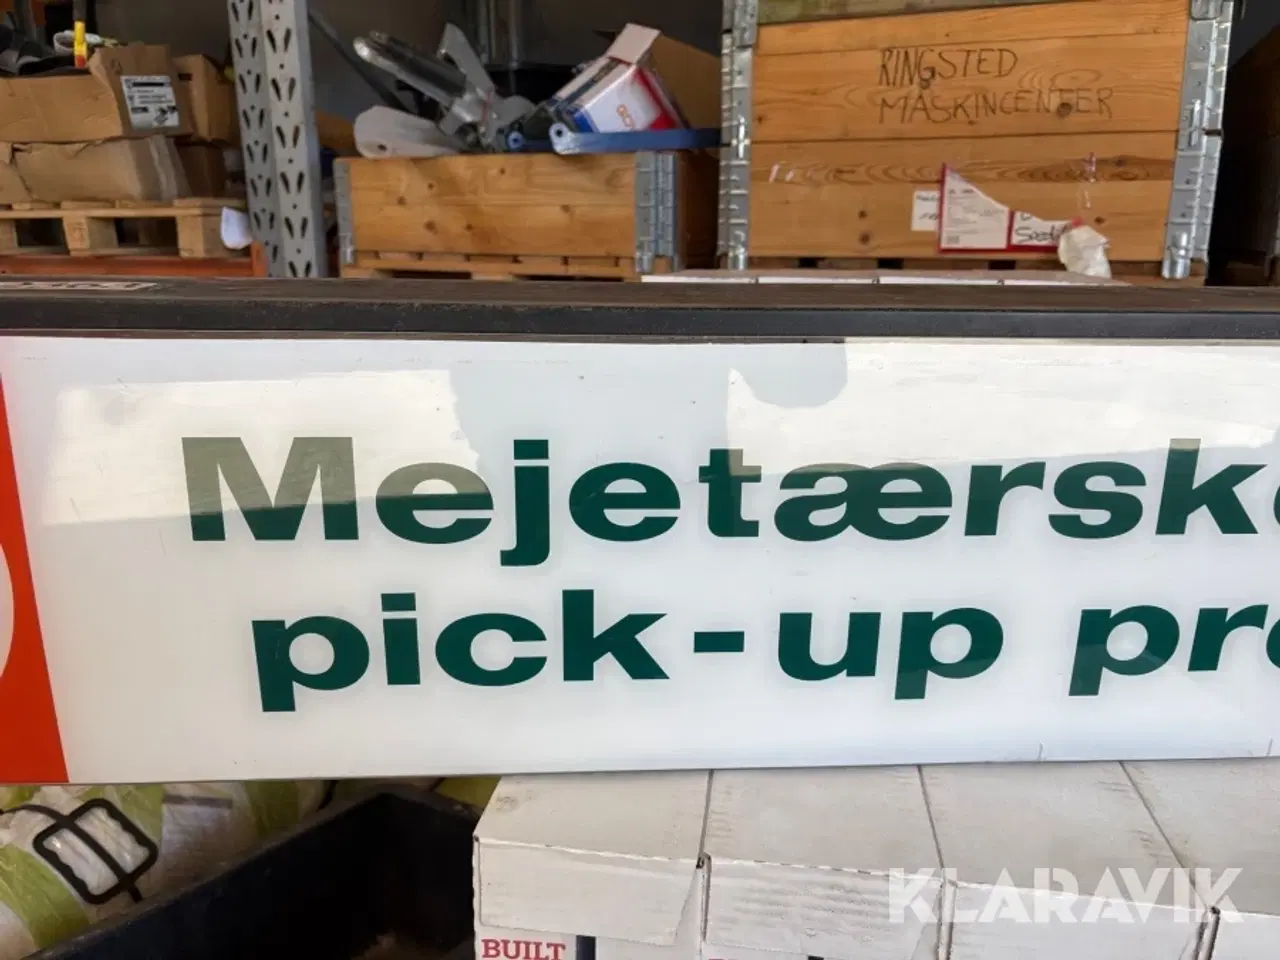 RINGSTED
MASKINCENTER
Mejetærske
pick-up pr
KLARAVIK
BUILT